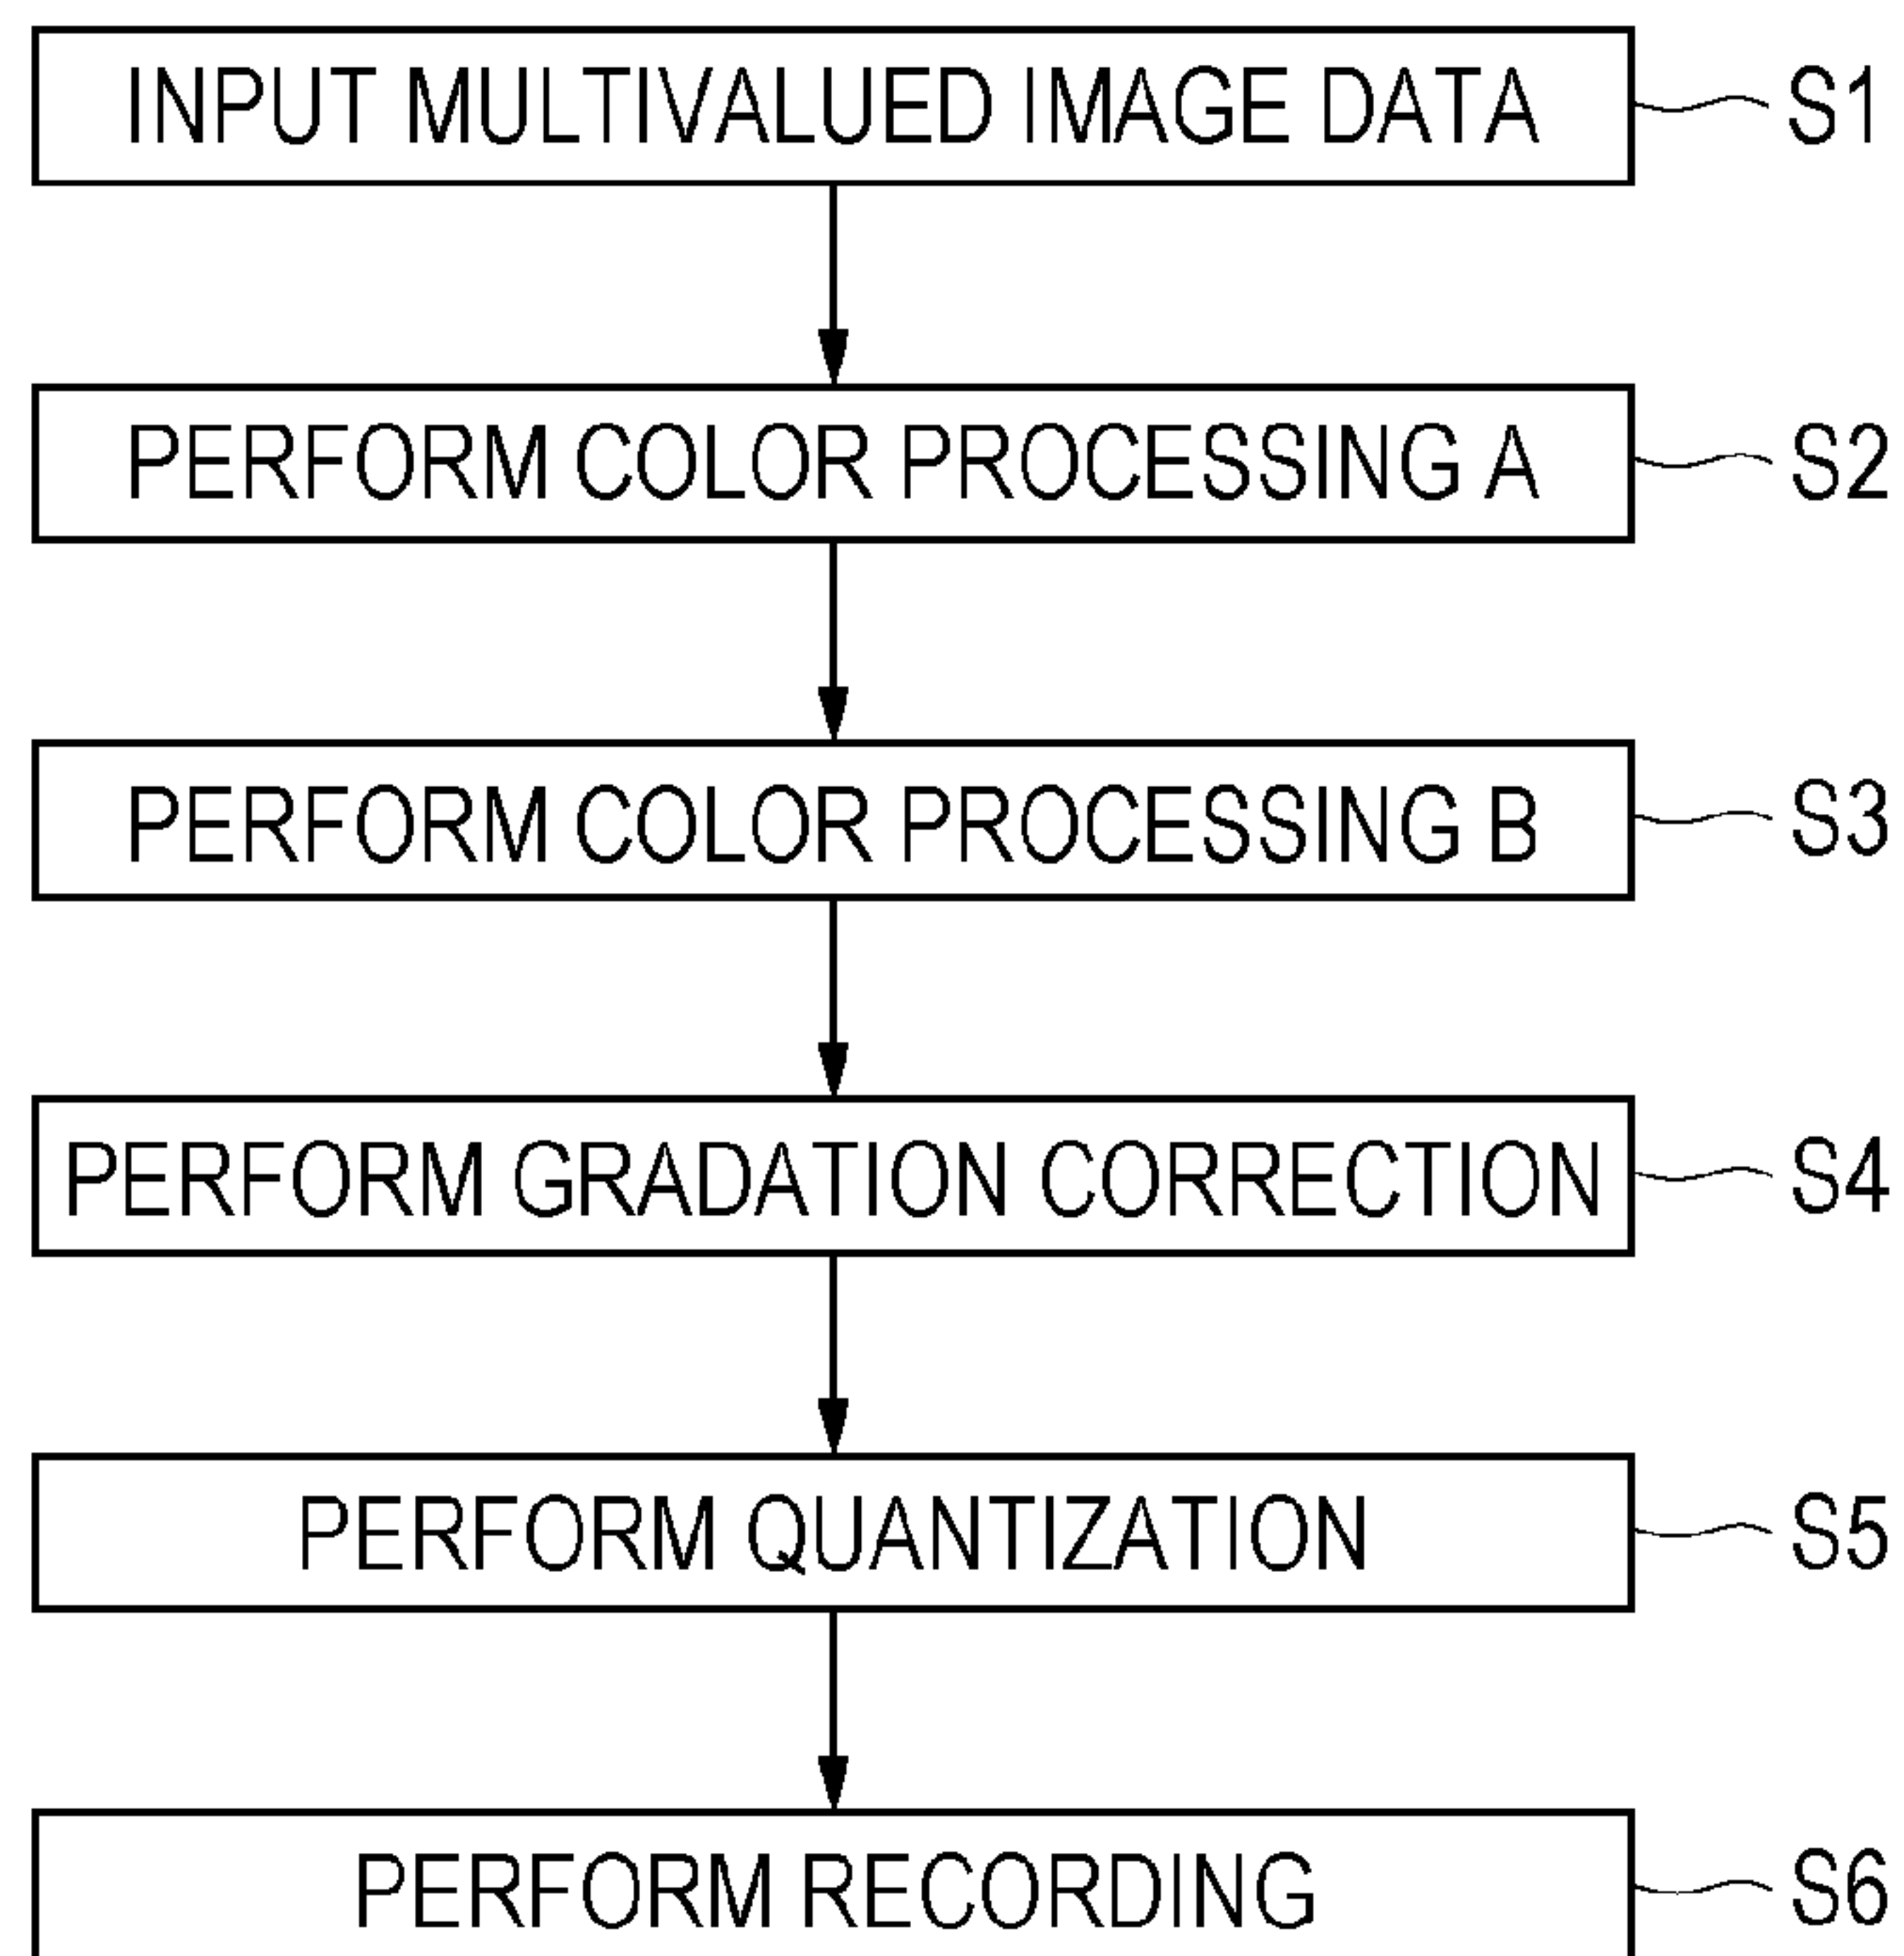 INPUT MULTIVALUED IMAGE DATA S1
PERFORM COLOR PROCESSING A S2
PERFORM COLOR PROCESSING B S3
PERFORM GRADATION CORRECTION S4
PERFORM QUANTIZATION S5
PERFORM RECORDING S6